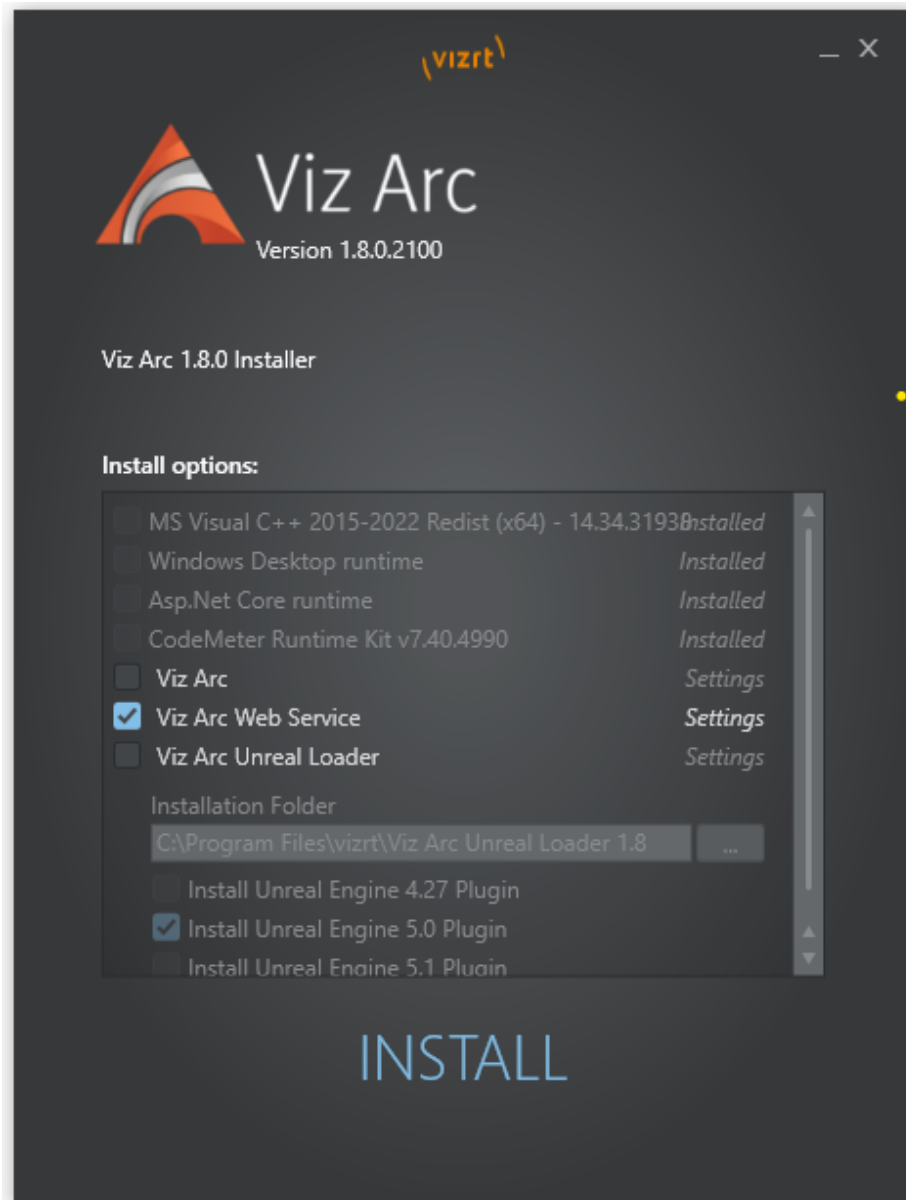 vizrt
Viz Arc
Version 1.8.0.2100
Viz Arc 1.8.0 Installer
Install options:
MS Visual C++ 2015-2022 Redist (x64) - 14.34.31938 Installed
Windows Desktop runtime Installed
Asp.Net Core runtime Installed
CodeMeter Runtime Kit v7.40.4990 Installed
Viz Arc Settings
Viz Arc Web Service Settings
Viz Arc Unreal Loader Settings
Installation Folder
C:\Program Files\vizrt\Viz Arc Unreal Loader 1.8 ...
Install Unreal Engine 4.27 Plugin
Install Unreal Engine 5.0 Plugin
Install Unreal Engine 5.1 Plugin
INSTALL